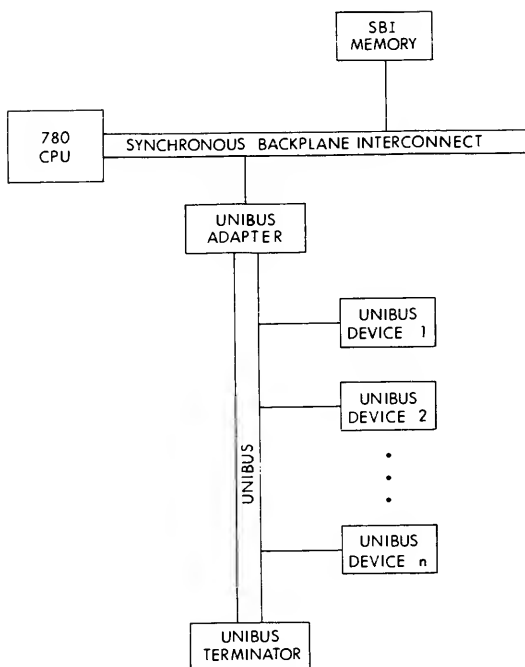 SBI
MEMORY
780
CPU
SYNCHRONOUS BACKPLANE INTERCONNECT
UNIBUS
ADAPTER
UNIBUS
DEVICE 1
UNIBUS
DEVICE 2
UNIBUS
UNIBUS
DEVICE n
UNIBUS
TERMINATOR